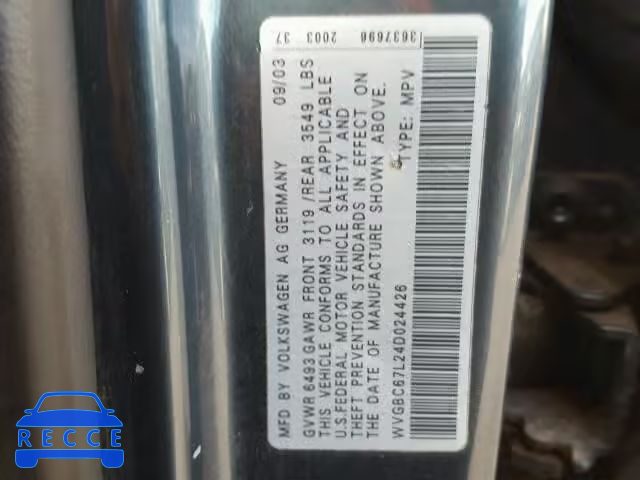 37 2003 3637696
MFD BY VOLKSWAGEN AG GERMANY 09/03
GVWR 6493 GAWR FRONT 3119 /REAR 3549 LBS
THIS VEHICLE CONFORMS TO ALL APPLICABLE
U.S.FEDERAL MOTOR VEHICLE SAFETY AND
THEFT PREVENTION STANDARDS IN EFFECT ON
THE DATE OF MANUFACTURE SHOWN ABOVE.
WVGBC67L24D024426 TYPE: MPV
RECCE